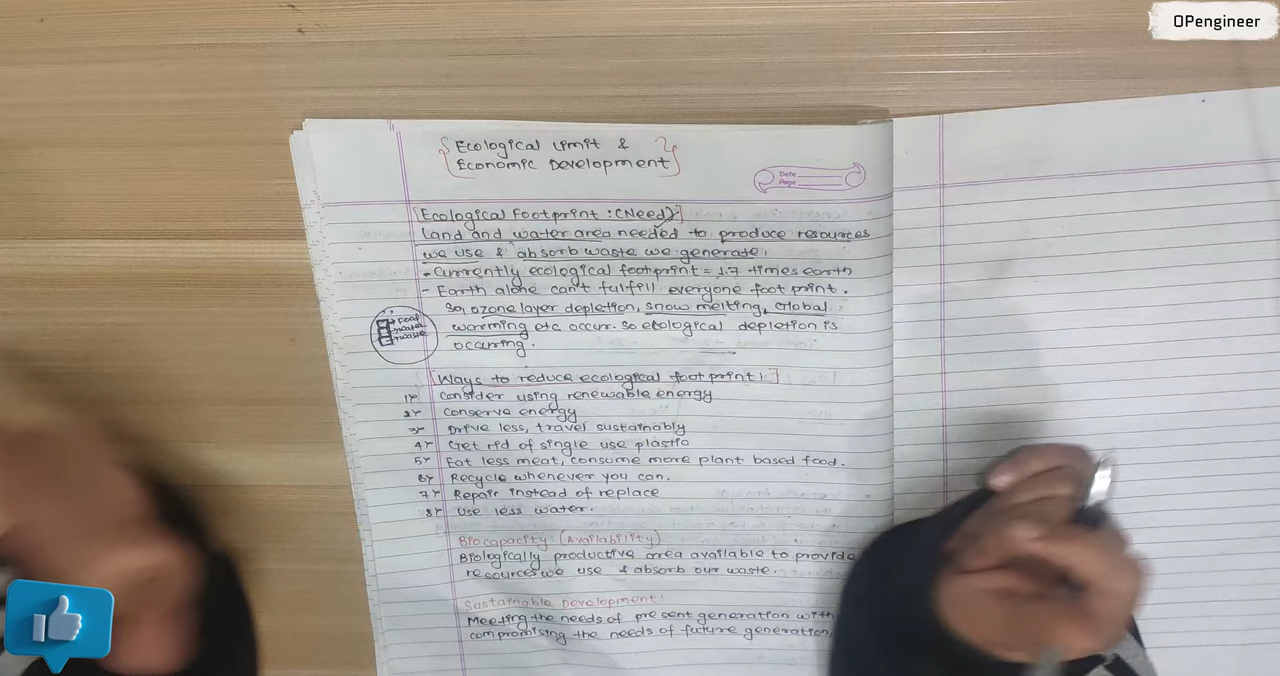 OPengineer
Ecological Limit &
Economic Development
Date
Page
Ecological Footprint : (Need)
Land and water area needed to produce resources
we use & absorb waste we generate.
- Currently ecological footprint = 1.7 times earth
- Earth alone can't fulfill everyone foot print.
so, ozone layer depletion, snow melting, Global
worming etc occur. so ecological depletion is
ocurring.
Food
water
waste
Ways to reduce ecological foot print:
1 Consider using renewable energy
2 Conserve energy
3 Drive less, travel sustainably
4 Get rid of single use plastic
5 Eat less meat, consume more plant based food.
6 Recycle whenever you can.
7 Repair instead of replace
8 Use less water.
Biocapacity: (Availability)
Biologically productive area available to provide
resources we use & absorb our waste.
Sustainable Development:
Meeting the needs of present generation with
compromising the needs of future generation.